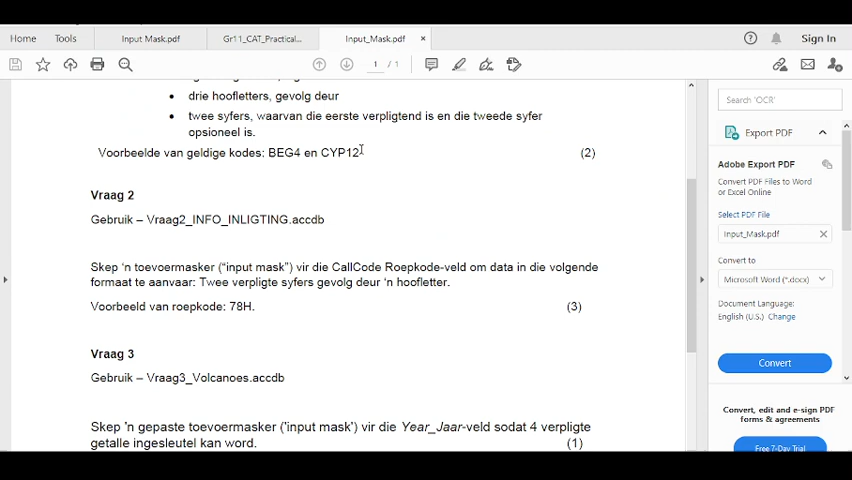 Home Tools Input Mask.pdf Gr11_CAT_Practical... Input_Mask.pdf × Sign In
1 / 1
drie hoofletters, gevolg deur
twee syfers, waarvan die eerste verpligtend is en die tweede syfer
opsioneel is.
Voorbeelde van geldige kodes: BEG4 en CYP12 (2)
Vraag 2
Gebruik – Vraag2_INFO_INLIGTING.accdb
Skep ‘n toevoermasker (“input mask”) vir die CallCode Roepkode-veld om data in die volgende
formaat te aanvaar: Twee verpligte syfers gevolg deur ‘n hoofletter.
Voorbeeld van roepkode: 78H. (3)
Vraag 3
Gebruik – Vraag3_Volcanoes.accdb
Skep 'n gepaste toevoermasker ('input mask') vir die Year_Jaar-veld sodat 4 verpligte
getalle ingesleutel kan word. (1)
Search 'OCR'
Export PDF
Adobe Export PDF
Convert PDF Files to Word
or Excel Online
Select PDF File
Input_Mask.pdf
Convert to
Microsoft Word (*.docx)
Document Language:
English (U.S.) Change
Convert
Convert, edit and e-sign PDF
forms & agreements
Free 7-Day Trial